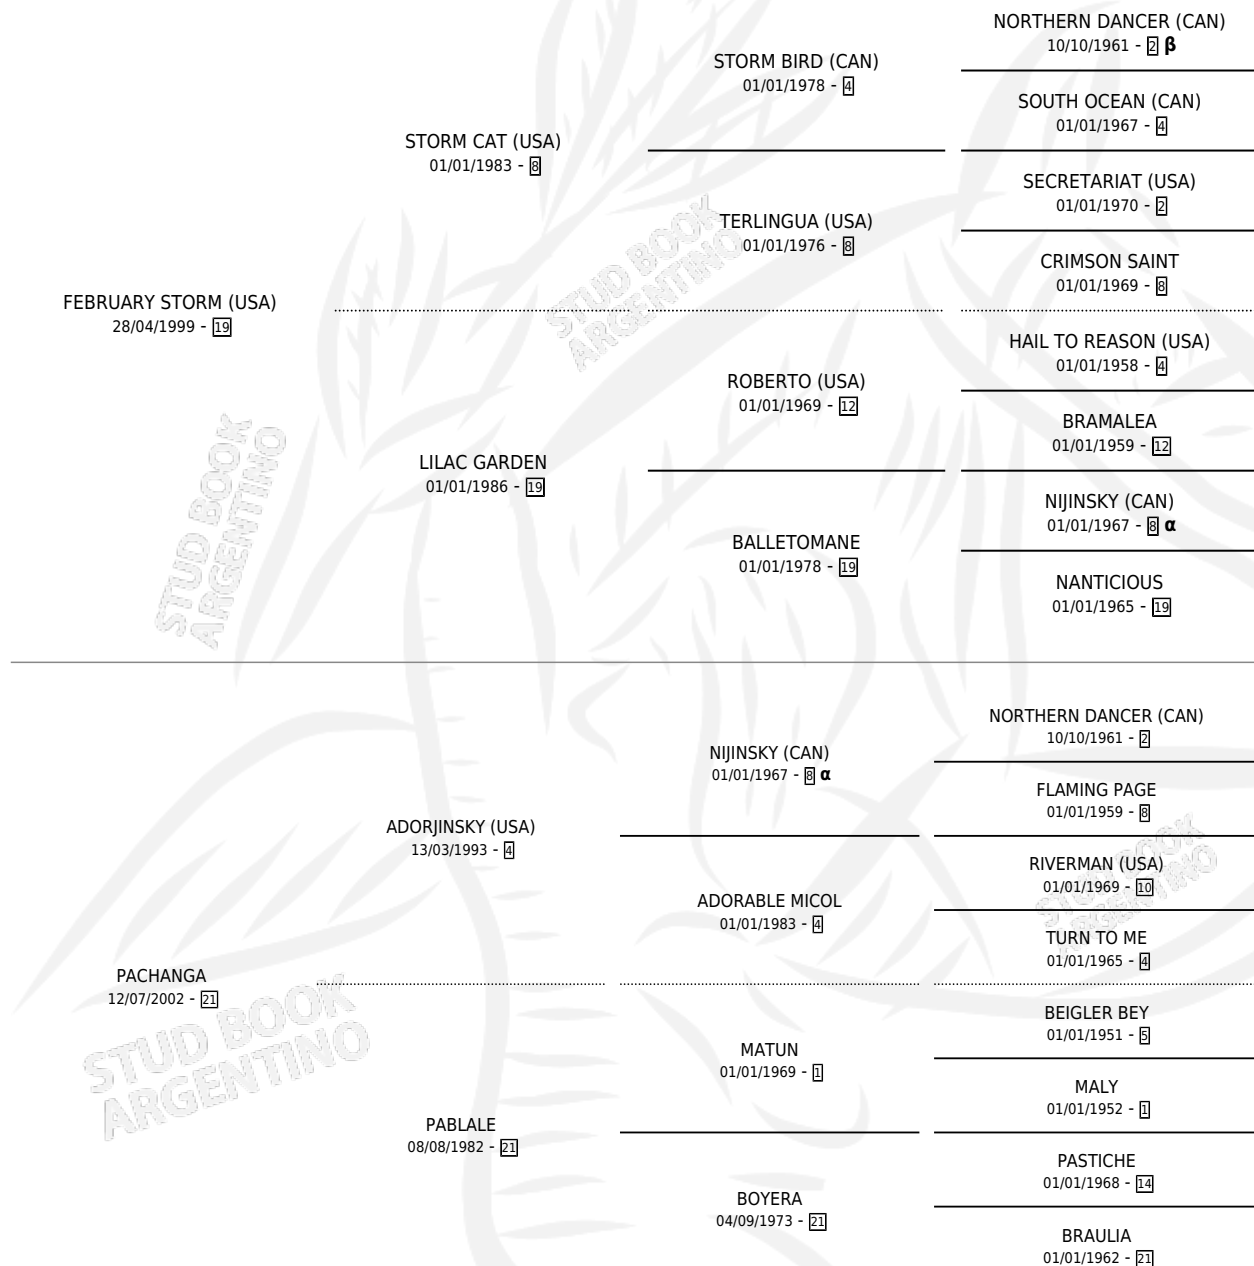 NORTHERN DANCER (CAN)
10/10/1961 - 2 β
STORM BIRD (CAN)
01/01/1978 - 4
SOUTH OCEAN (CAN)
01/01/1967 - 4
STORM CAT (USA)
01/01/1983 - 8
SECRETARIAT (USA)
01/01/1970 - 2
TERLINGUA (USA)
01/01/1976 - 8
CRIMSON SAINT
01/01/1969 - 8
STUD BOOK
ARGENTINO
FEBRUARY STORM (USA)
28/04/1999 - 19
HAIL TO REASON (USA)
01/01/1958 - 4
ROBERTO (USA)
01/01/1969 - 12
BRAMALEA
01/01/1959 - 12
LILAC GARDEN
01/01/1986 - 19
NIJINSKY (CAN)
01/01/1967 - 8 α
BALLETOMANE
01/01/1978 - 19
NANTICIOUS
01/01/1965 - 19
STUD BOOK
ARGENTINO
NORTHERN DANCER (CAN)
10/10/1961 - 2
NIJINSKY (CAN)
01/01/1967 - 8 α
FLAMING PAGE
01/01/1959 - 8
ADORJINSKY (USA)
13/03/1993 - 4
RIVERMAN (USA)
01/01/1969 - 10
ADORABLE MICOL
01/01/1983 - 4
TURN TO ME
01/01/1965 - 4
STUD BOOK
ARGENTINO
PACHANGA
12/07/2002 - 21
BEIGLER BEY
01/01/1951 - 5
MATUN
01/01/1969 - 1
MALY
01/01/1952 - 1
PABLALE
08/08/1982 - 21
PASTICHE
01/01/1968 - 14
BOYERA
04/09/1973 - 21
BRAULIA
01/01/1962 - 21
STUD BOOK
ARGENTINO